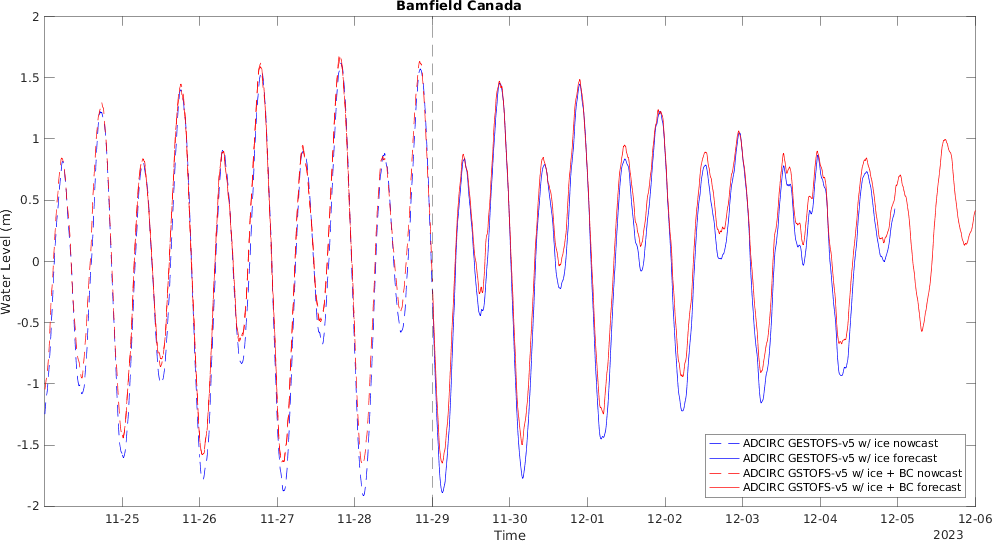 Bamfield Canada
2
1.5
1
0.5
0
-0.5
-1
-1.5
-2
Water Level (m)
11-25 11-26 11-27 11-28 11-29 11-30 12-01 12-02 12-03 12-04 12-05 12-06
Time
2023
ADCIRC GESTOFS-v5 w/ ice nowcast
ADCIRC GESTOFS-v5 w/ ice forecast
ADCIRC GSTOFS-v5 w/ ice + BC nowcast
ADCIRC GSTOFS-v5 w/ ice + BC forecast